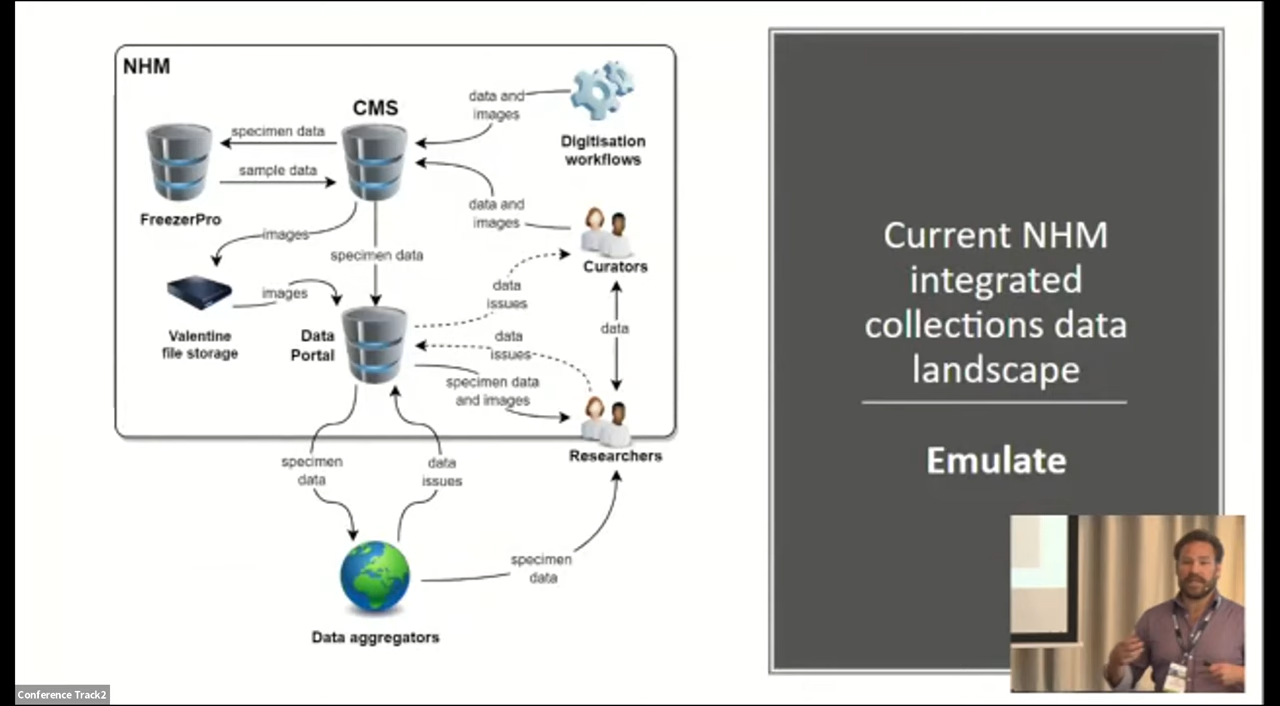 NHM
CMS
data and
images
Digitisation
workflows
specimen data
sample data
FreezerPro
data and
images
Curators
images
specimen data
images
Valentine
file storage
Data
Portal
data
issues
data
issues
data
specimen data
and images
Researchers
specimen
data
data
issues
specimen
data
Data aggregators
Current NHM
integrated
collections data
landscape
Emulate
Conference Track2